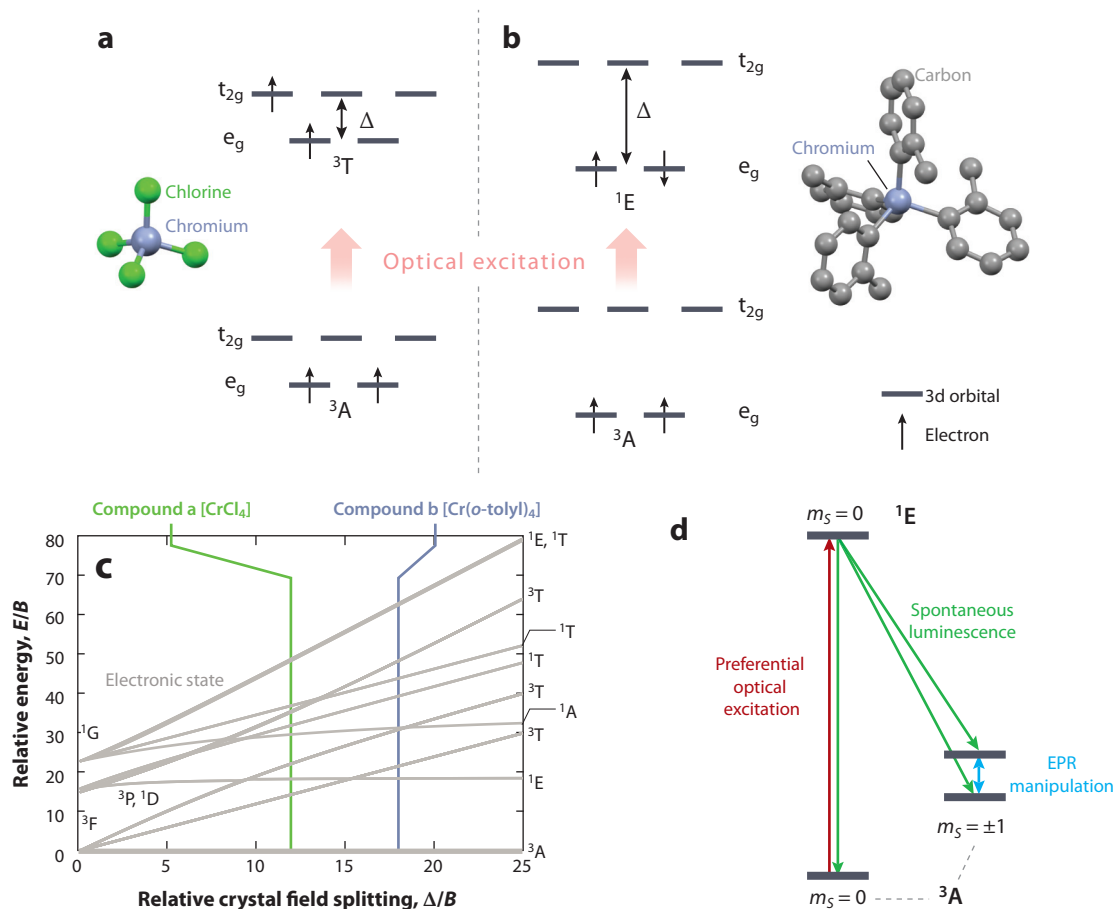 a
t2g
Δ
eg
³T
Chlorine
Chromium
t2g
eg
³A
Optical excitation
b
t2g
Δ
eg
¹E
Carbon
Chromium
t2g
eg
³A
3d orbital
Electron
Compound a [CrCl4]
Compound b [Cr(o-tolyl)4]
c
Relative energy, E/B
80
70
60
50
40
30
20
10
0
Electronic state
¹G
³P, ¹D
³F
¹E, ¹T
³T
¹T
¹T
³T
¹A
³T
¹E
³A
0
5
10
15
20
25
Relative crystal field splitting, Δ/B
d
mS = 0
¹E
Spontaneous
luminescence
Preferential
optical
excitation
EPR
manipulation
mS = ±1
³A
mS = 0